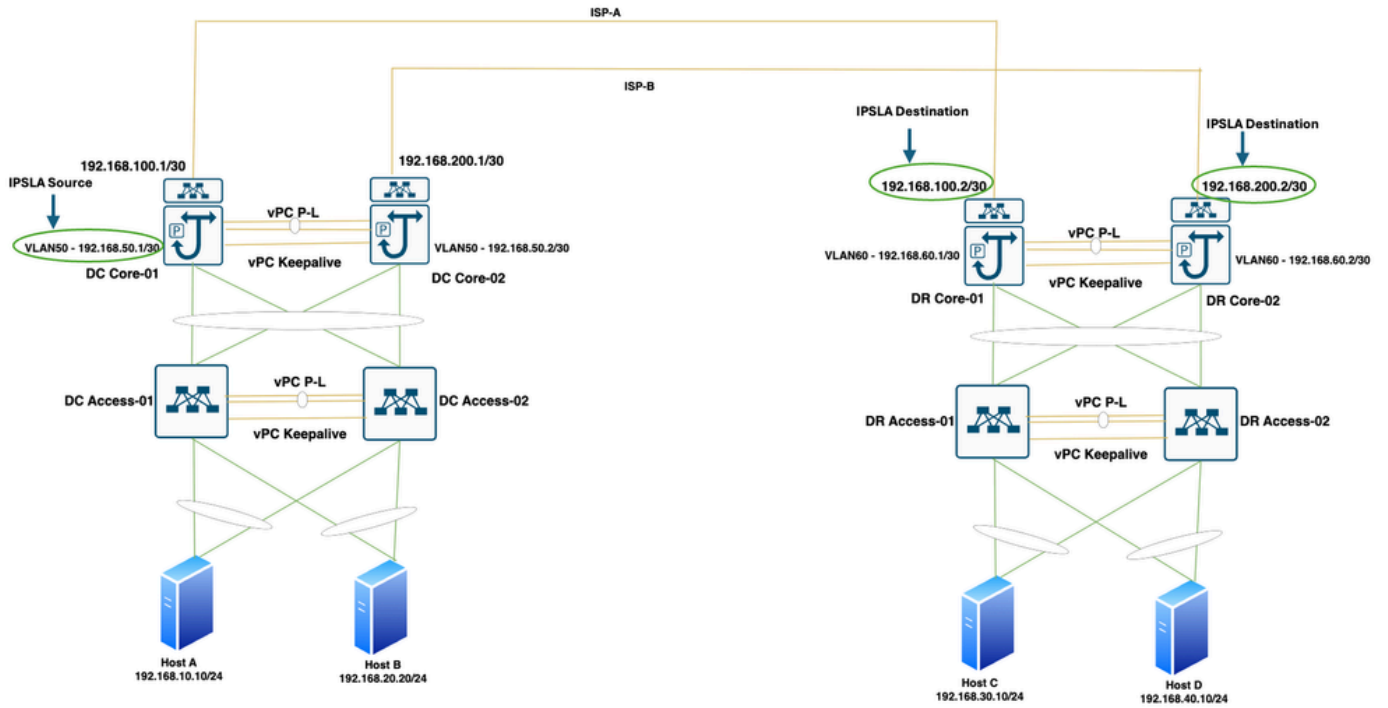 ISP-A
ISP-B
IPSLA Destination
IPSLA Destination
192.168.100.1/30
192.168.200.1/30
IPSLA Source
192.168.100.2/30
192.168.200.2/30
vPC P-L
P
P
VLAN50 - 192.168.50.1/30
VLAN50 - 192.168.50.2/30
vPC Keepalive
DC Core-01
DC Core-02
vPC P-L
P
P
VLAN60 - 192.168.60.1/30
VLAN60 - 192.168.60.2/30
vPC Keepalive
DR Core-01
DR Core-02
vPC P-L
DC Access-01
DC Access-02
vPC Keepalive
vPC P-L
DR Access-01
DR Access-02
vPC Keepalive
Host A
192.168.10.10/24
Host B
192.168.20.20/24
Host C
192.168.30.10/24
Host D
192.168.40.10/24